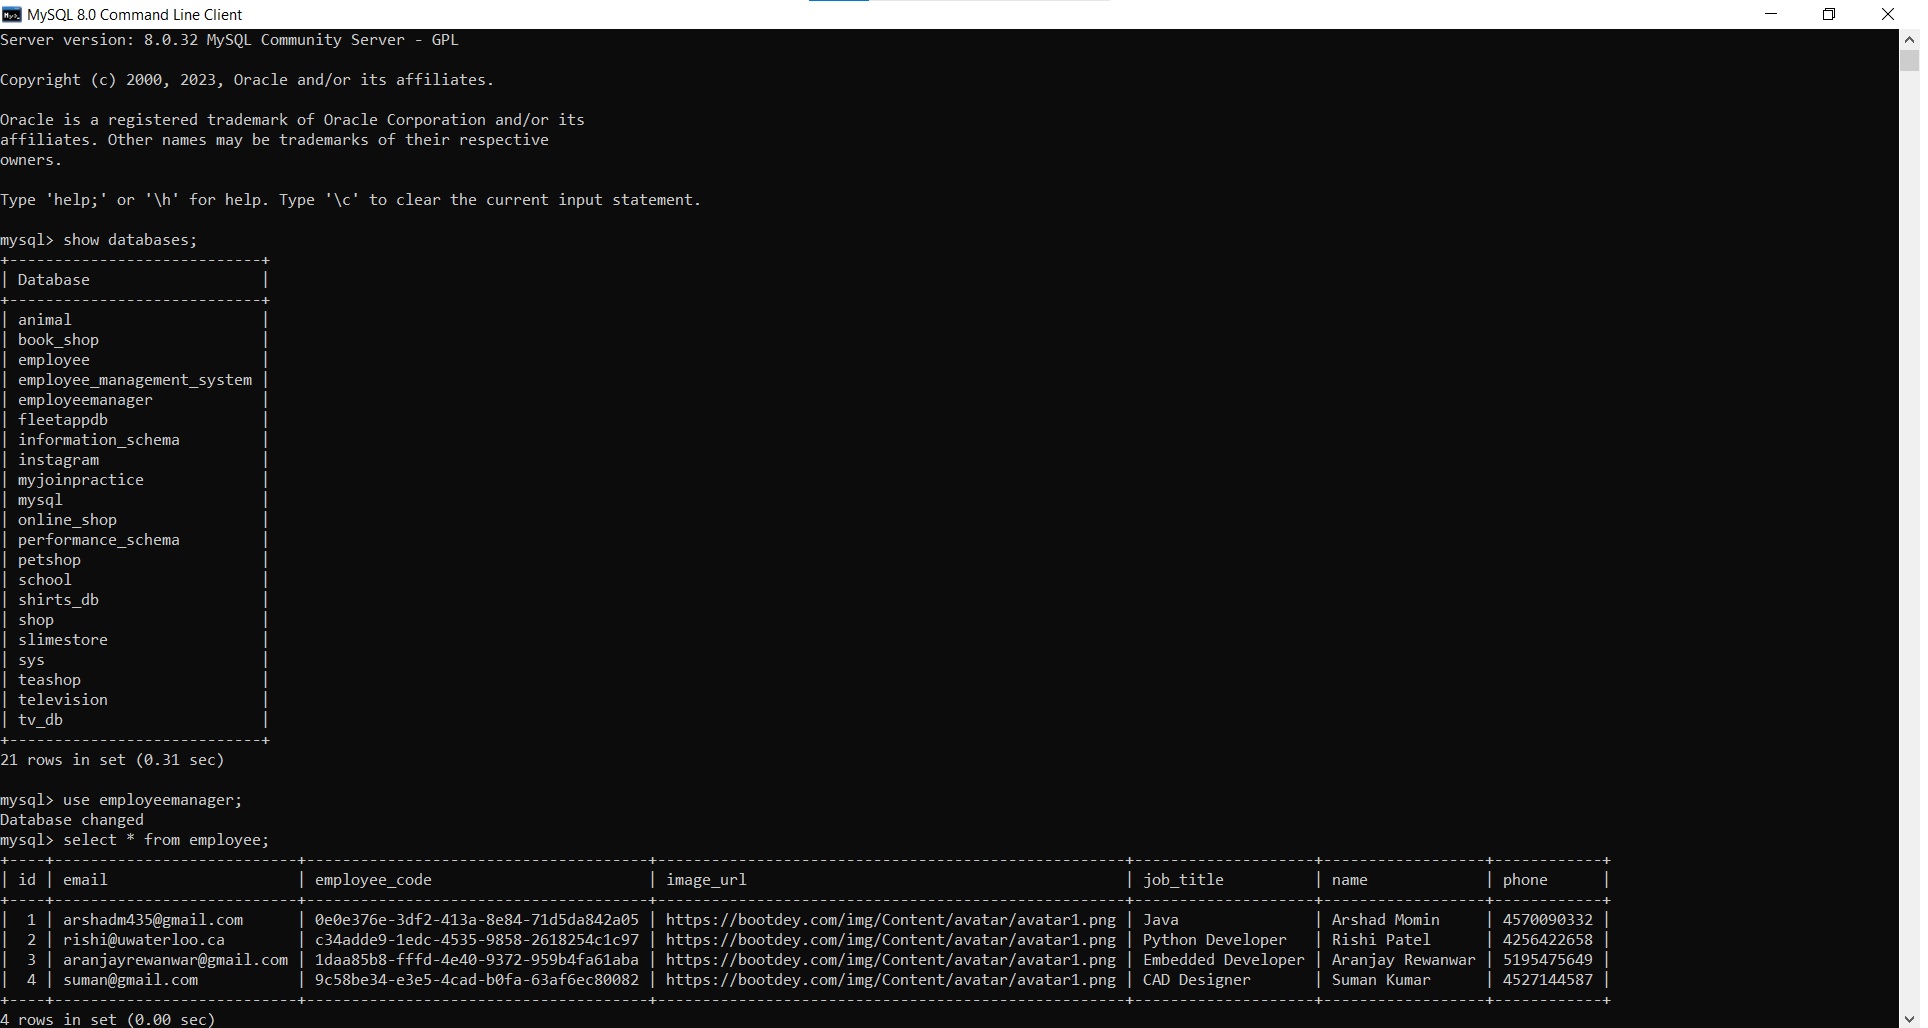 MySQL 8.0 Command Line Client
Server version: 8.0.32 MySQL Community Server - GPL
Copyright (c) 2000, 2023, Oracle and/or its affiliates.
Oracle is a registered trademark of Oracle Corporation and/or its
affiliates. Other names may be trademarks of their respective
owners.
Type 'help;' or '\h' for help. Type '\c' to clear the current input statement.
mysql> show databases;
+----------------------------+
| Database                   |
+----------------------------+
| animal                     |
| book_shop                  |
| employee                   |
| employee_management_system |
| employeemanager            |
| fleetappdb                 |
| information_schema         |
| instagram                  |
| myjoinpractice             |
| mysql                      |
| online_shop                |
| performance_schema         |
| petshop                    |
| school                     |
| shirts_db                  |
| shop                       |
| slimestore                 |
| sys                        |
| teashop                    |
| television                 |
| tv_db                      |
+----------------------------+
21 rows in set (0.31 sec)
mysql> use employeemanager;
Database changed
mysql> select * from employee;
+----+---------------------------+--------------------------------------+----------------------------------------------------+--------------------+------------------+------------+
| id | email                     | employee_code                        | image_url                                          | job_title          | name             | phone      |
+----+---------------------------+--------------------------------------+----------------------------------------------------+--------------------+------------------+------------+
|  1 | arshadm435@gmail.com      | 0e0e376e-3df2-413a-8e84-71d5da842a05 | https://bootdey.com/img/Content/avatar/avatar1.png | Java               | Arshad Momin     | 4570090332 |
|  2 | rishi@uwaterloo.ca        | c34adde9-1edc-4535-9858-2618254c1c97 | https://bootdey.com/img/Content/avatar/avatar1.png | Python Developer   | Rishi Patel      | 4256422658 |
|  3 | aranjayrewanwar@gmail.com | 1daa85b8-fffd-4e40-9372-959b4fa61aba | https://bootdey.com/img/Content/avatar/avatar1.png | Embedded Developer | Aranjay Rewanwar | 5195475649 |
|  4 | suman@gmail.com           | 9c58be34-e3e5-4cad-b0fa-63af6ec80082 | https://bootdey.com/img/Content/avatar/avatar1.png | CAD Designer       | Suman Kumar      | 4527144587 |
+----+---------------------------+--------------------------------------+----------------------------------------------------+--------------------+------------------+------------+
4 rows in set (0.00 sec)